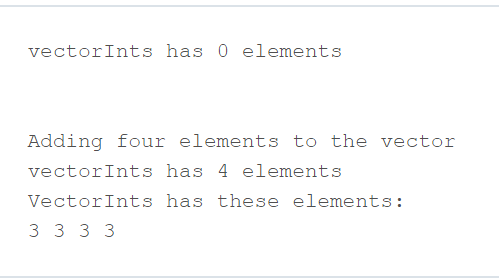 vectorInts has 0 elements
Adding four elements to the vector
vectorInts has 4 elements
VectorInts has these elements:
3 3 3 3